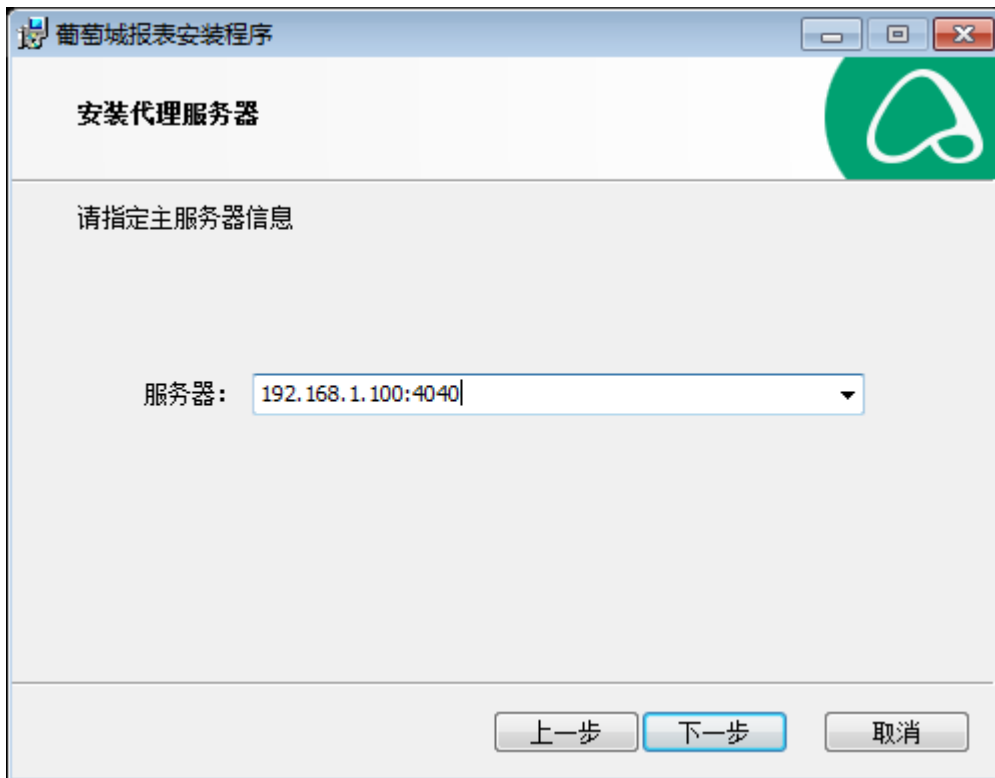 葡萄城报表安装程序
安装代理服务器
请指定主服务器信息
服务器: 192.168.1.100:4040
上一步 下一步 取消